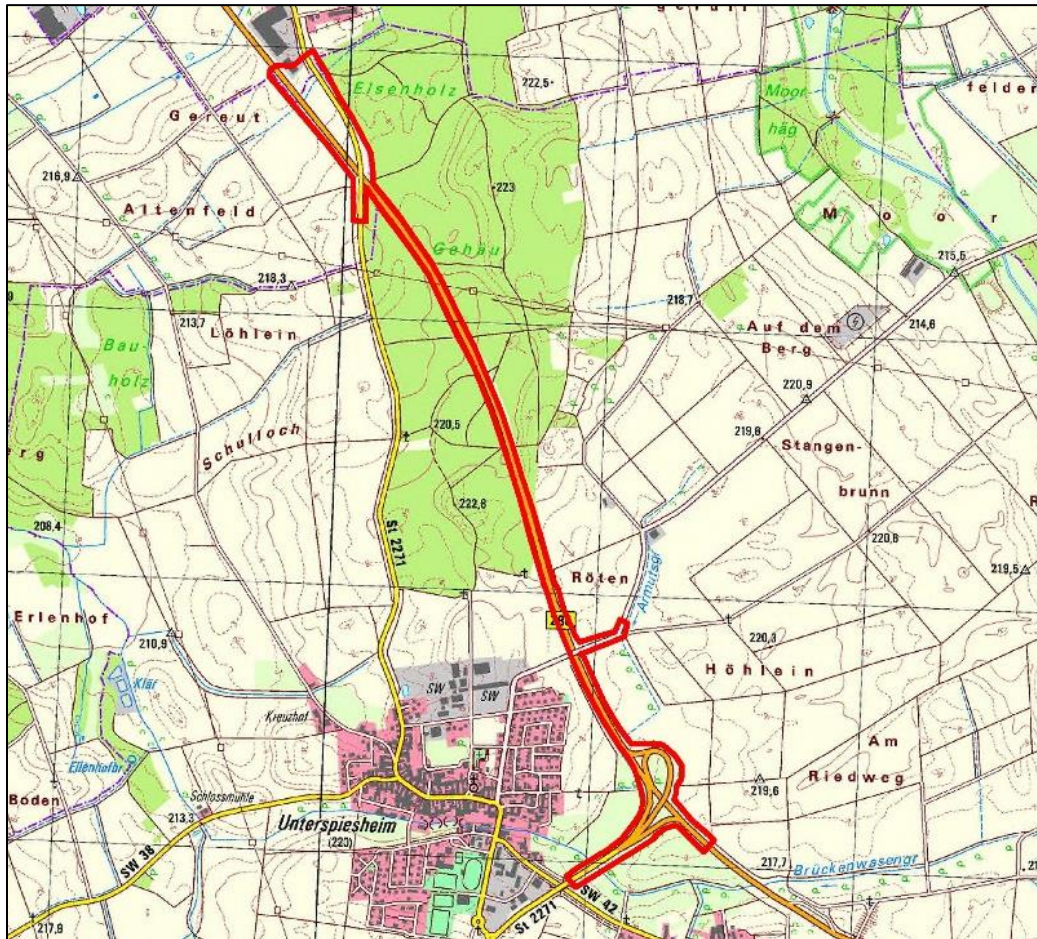 222,5
Elsenholz
Moor
häg
felder
Gereut
216,9
223
Altenfeld
Moor
Gehäu
215,5
218,3
218,7
213,7
Löhlein
214,6
Auf dem
Berg
Bau-
holz
220,9
220,5
219,6
Schulloch
Stangen-
erg
brunn
222,8
St 2271
208,4
220,8
Röten
219,5
Armutsgr
Erlenhof
220,3
210,9
Höhlein
Klär
SW
SW
Kreuzhof
Am
Riedweg
Boden
Schlossmühle
219,6
213,3
Unterspiesheim
(223)
SW 38
217,7
Brückenwasengr
SW 42
St 2271
217,8